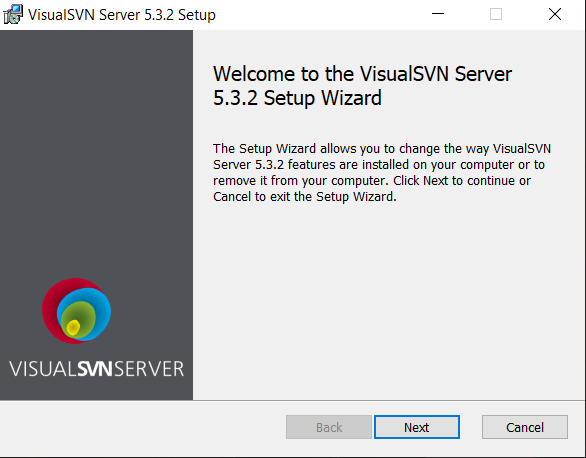 VisualSVN Server 5.3.2 Setup
Welcome to the VisualSVN Server
5.3.2 Setup Wizard
The Setup Wizard allows you to change the way VisualSVN
Server 5.3.2 features are installed on your computer or to
remove it from your computer. Click Next to continue or
Cancel to exit the Setup Wizard.
VISUALSVNSERVER
Back
Next
Cancel